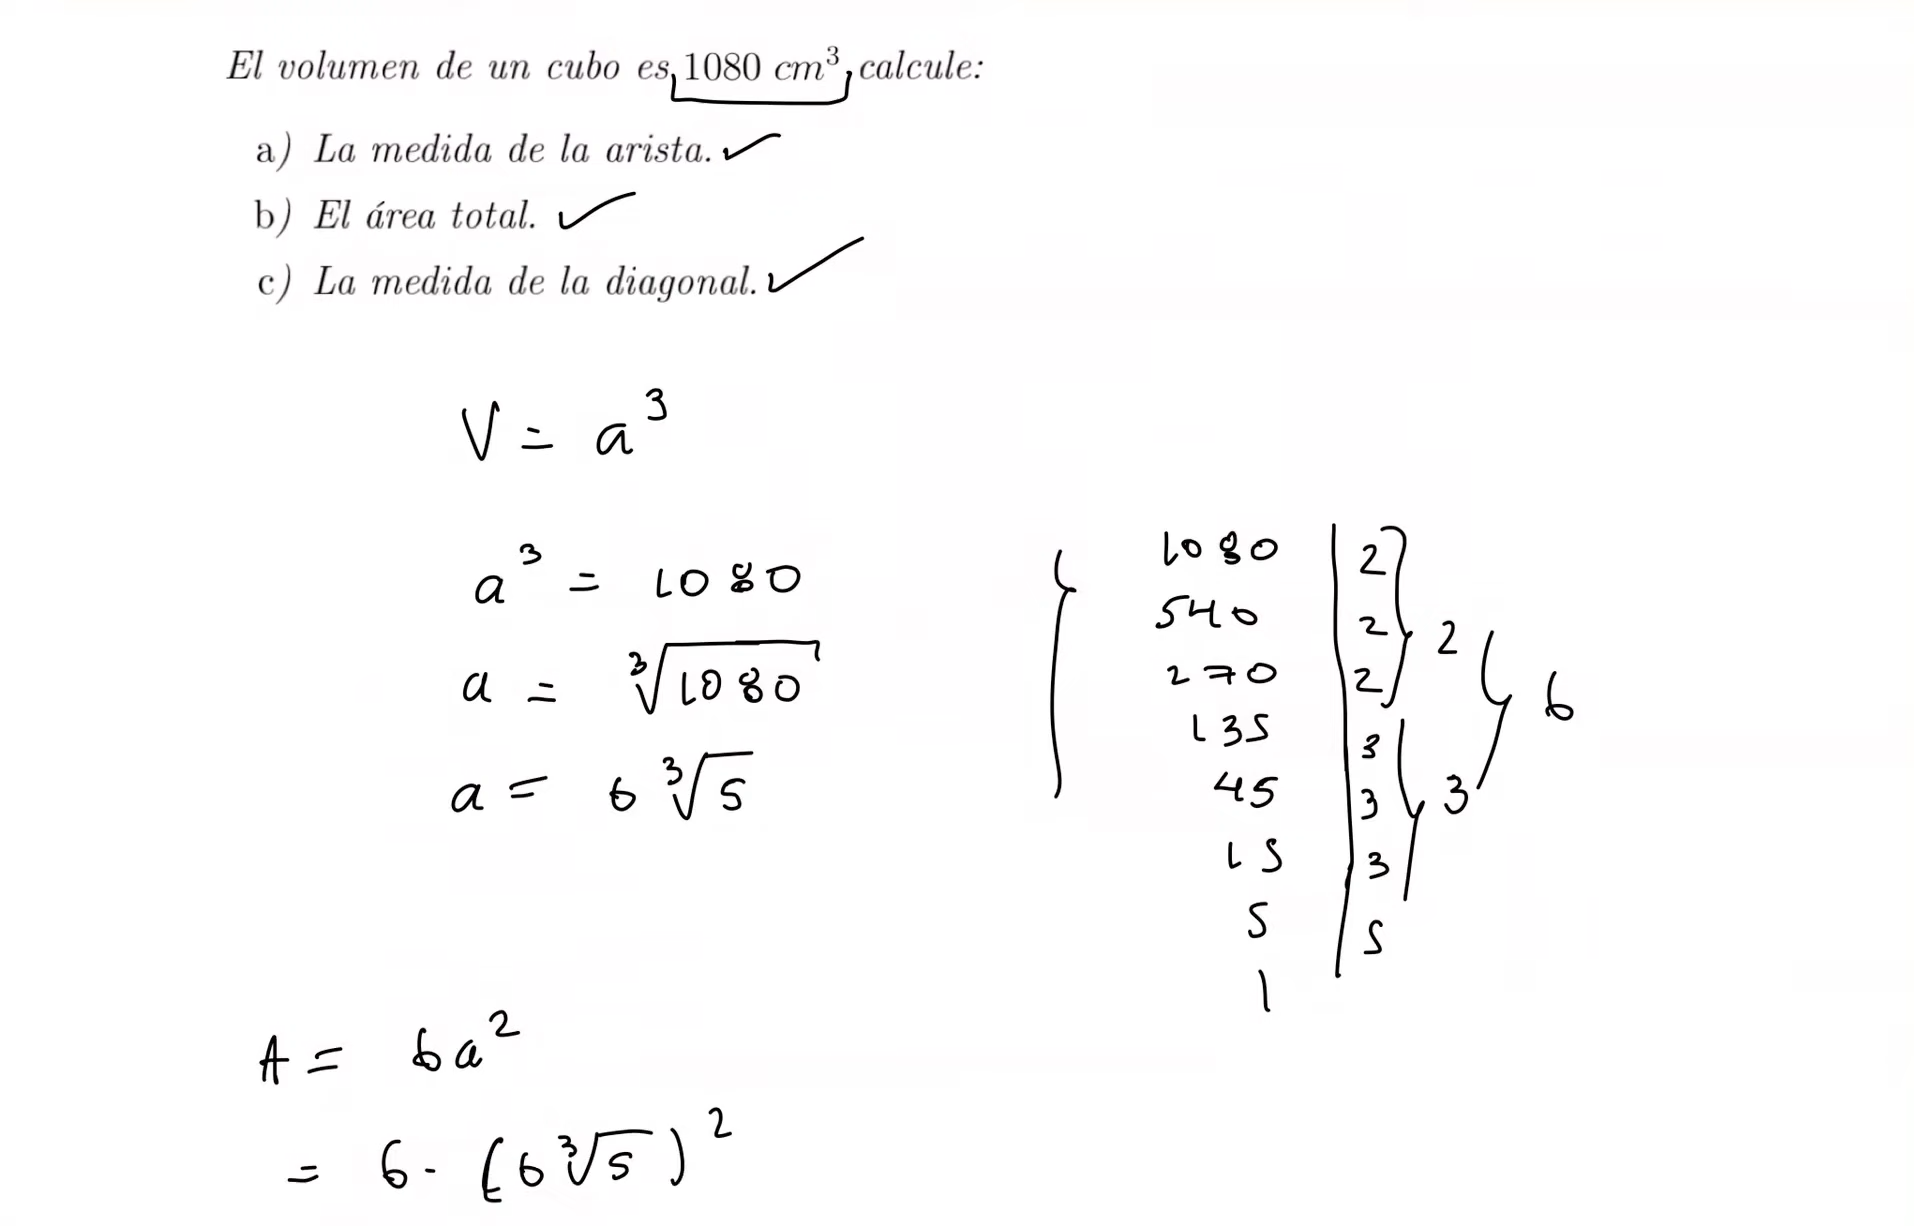 El volumen de un cubo es 1080 cm³, calcule:
a) La medida de la arista. ✓
b) El área total. ✓
c) La medida de la diagonal. ✓
V = a³
a³ = 1080
a = ∛1080
a = 6 ∛5
1080 | 2
540 | 2
270 | 2
135 | 3
45 | 3
15 | 3
5 | 5
1
2
3
6
A = 6a²
= 6 · (6 ∛5)²